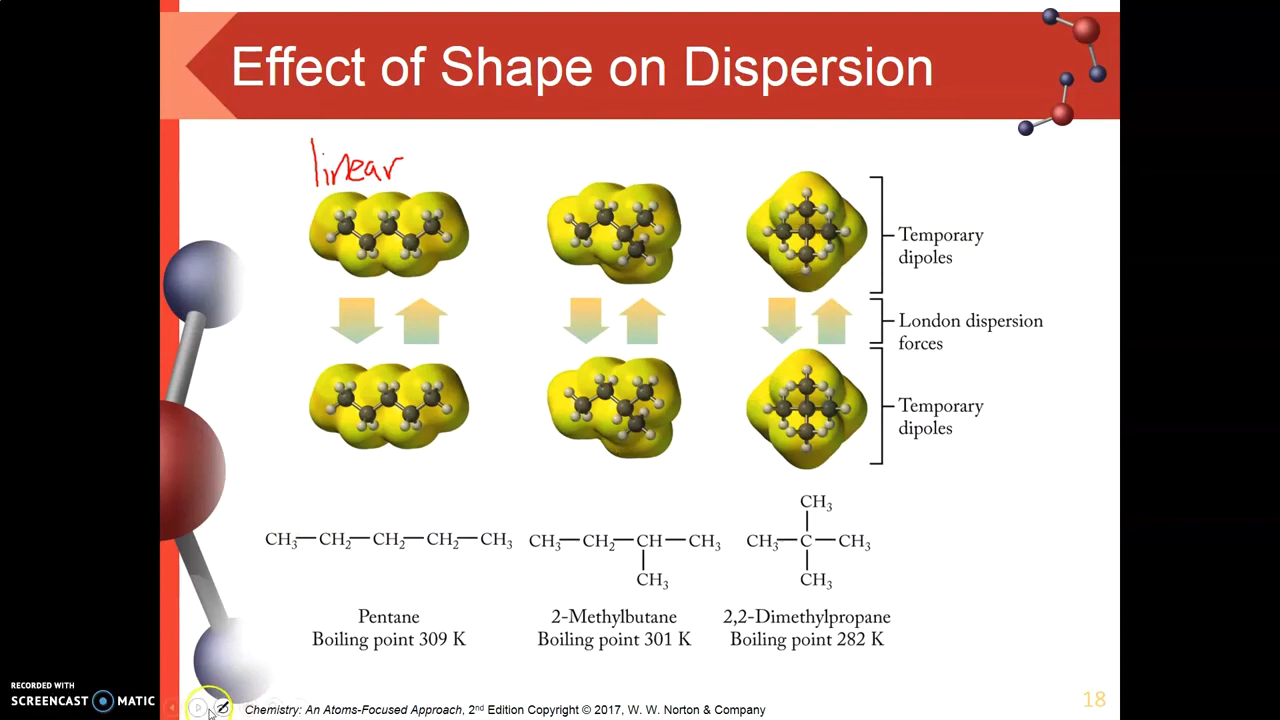 Effect of Shape on Dispersion
linear
Temporary
dipoles
London dispersion
forces
Temporary
dipoles
CH3—CH2—CH2—CH2—CH3
CH3—CH2—CH—CH3
CH3
CH3
CH3—C—CH3
CH3
Pentane
Boiling point 309 K
2-Methylbutane
Boiling point 301 K
2,2-Dimethylpropane
Boiling point 282 K
RECORDED WITH
SCREENCAST MATIC
Chemistry: An Atoms-Focused Approach, 2nd Edition Copyright © 2017, W. W. Norton & Company
18